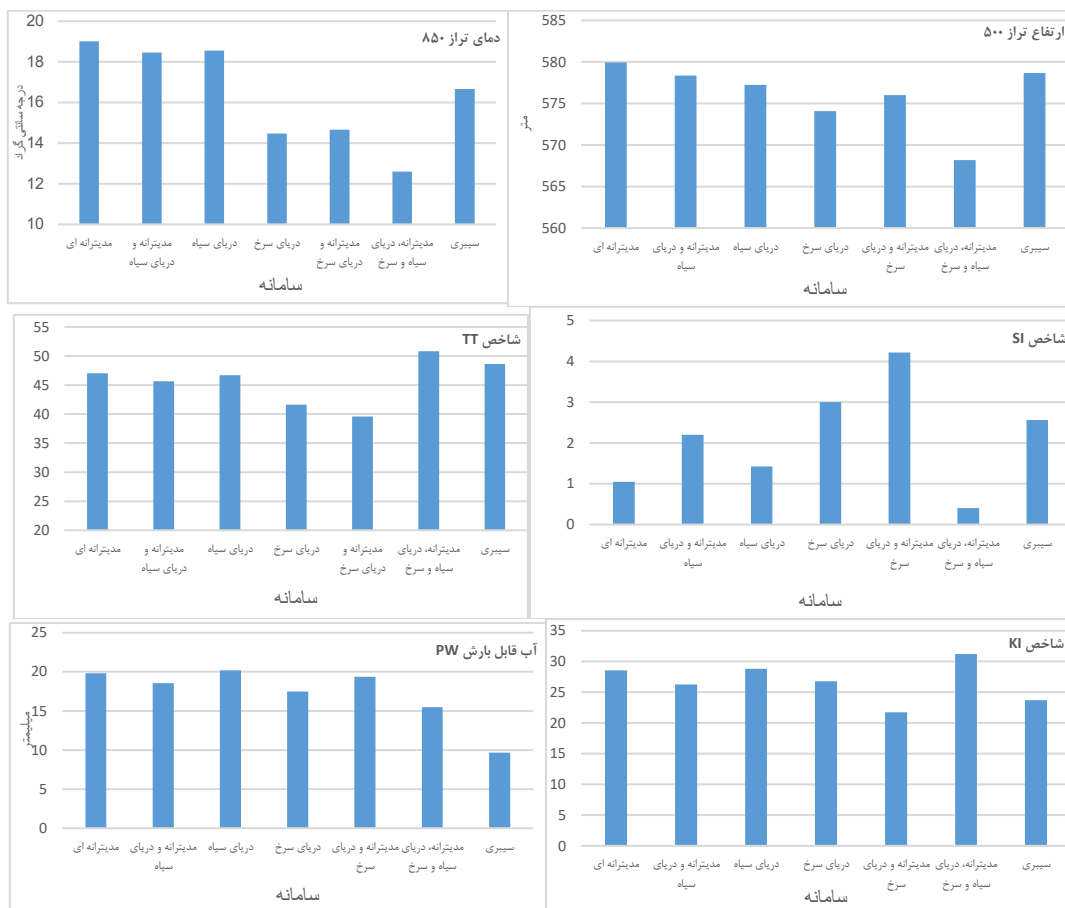 دمای تراز ۸۵۰
درجه سانتی گراد
20
18
16
14
12
10
مدیترانه ای
مدیترانه و
دریای سیاه
دریای سیاه
دریای سرخ
مدیترانه و
دریای سرخ
مدیترانه، دریای
سیاه و سرخ
سیبری
سامانه
ارتفاع تراز ۵۰۰
متر
585
580
575
570
565
560
مدیترانه ای
مدیترانه و دریای
سیاه
دریای سیاه
دریای سرخ
مدیترانه و دریای
سرخ
مدیترانه، دریای
سیاه و سرخ
سیبری
سامانه
شاخص TT
55
50
45
40
35
30
25
20
مدیترانه ای
مدیترانه و
دریای سیاه
دریای سیاه
دریای سرخ
مدیترانه و
دریای سرخ
مدیترانه، دریای
سیاه و سرخ
سیبری
سامانه
شاخص SI
5
4
3
2
1
0
مدیترانه ای
مدیترانه و دریای
سیاه
دریای سیاه
دریای سرخ
مدیترانه و دریای
سرخ
مدیترانه، دریای
سیاه و سرخ
سیبری
سامانه
آب قابل بارش PW
میلیمتر
25
20
15
10
5
0
مدیترانه ای
مدیترانه و دریای
سیاه
دریای سیاه
دریای سرخ
مدیترانه و دریای
سرخ
مدیترانه، دریای
سیاه و سرخ
سیبری
سامانه
شاخص KI
35
30
25
20
15
10
5
0
مدیترانه ای
مدیترانه و دریای
سیاه
دریای سیاه
دریای سرخ
مدیترانه و دریای
سرخ
مدیترانه، دریای
سیاه و سرخ
سیبری
سامانه